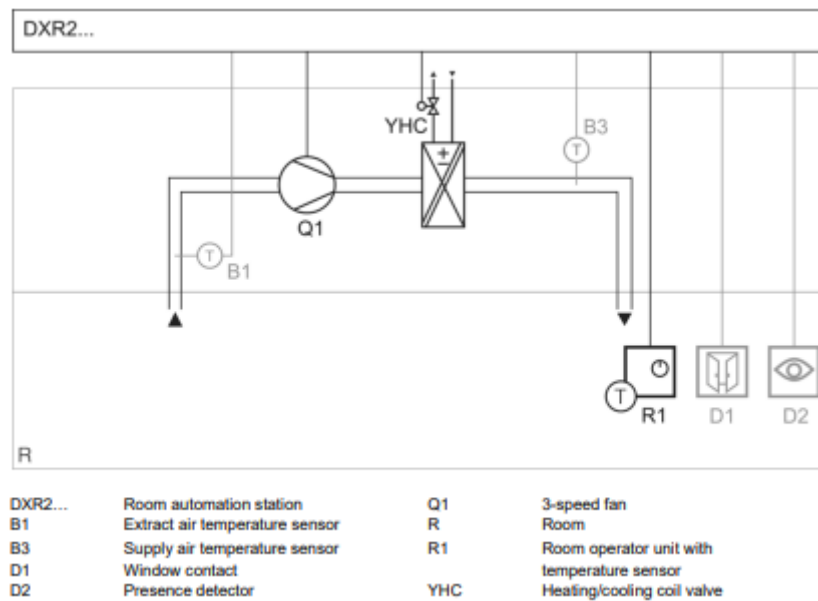 DXR2...
YHC
B3
T
Q1
T
B1
T
R1
D1
D2
R
DXR2... Room automation station Q1 3-speed fan
B1 Extract air temperature sensor R Room
B3 Supply air temperature sensor R1 Room operator unit with
D1 Window contact temperature sensor
D2 Presence detector YHC Heating/cooling coil valve